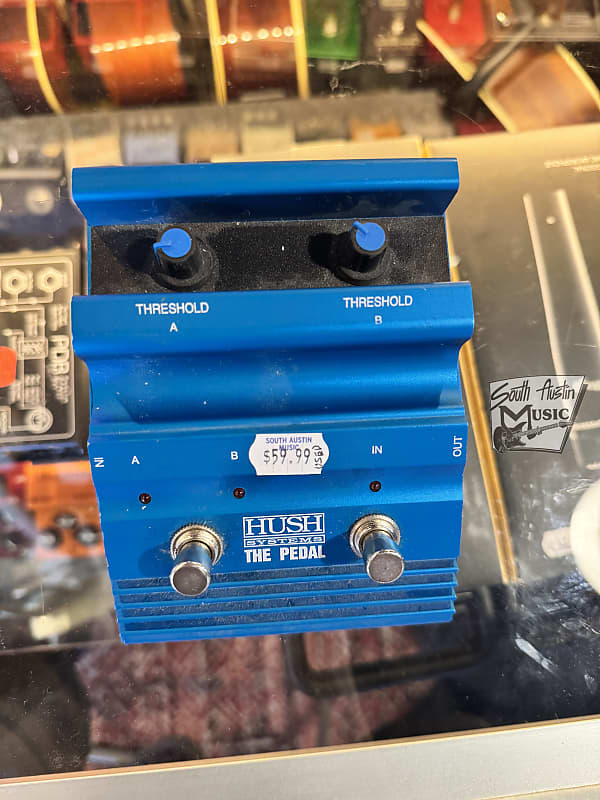 THRESHOLD
A
THRESHOLD
B
IN
A
B
IN
OUT
SOUTH AUSTIN
MUSIC
$59.99
USED
HUSH
SYSTEMS
THE PEDAL
South Austin
MUSIC